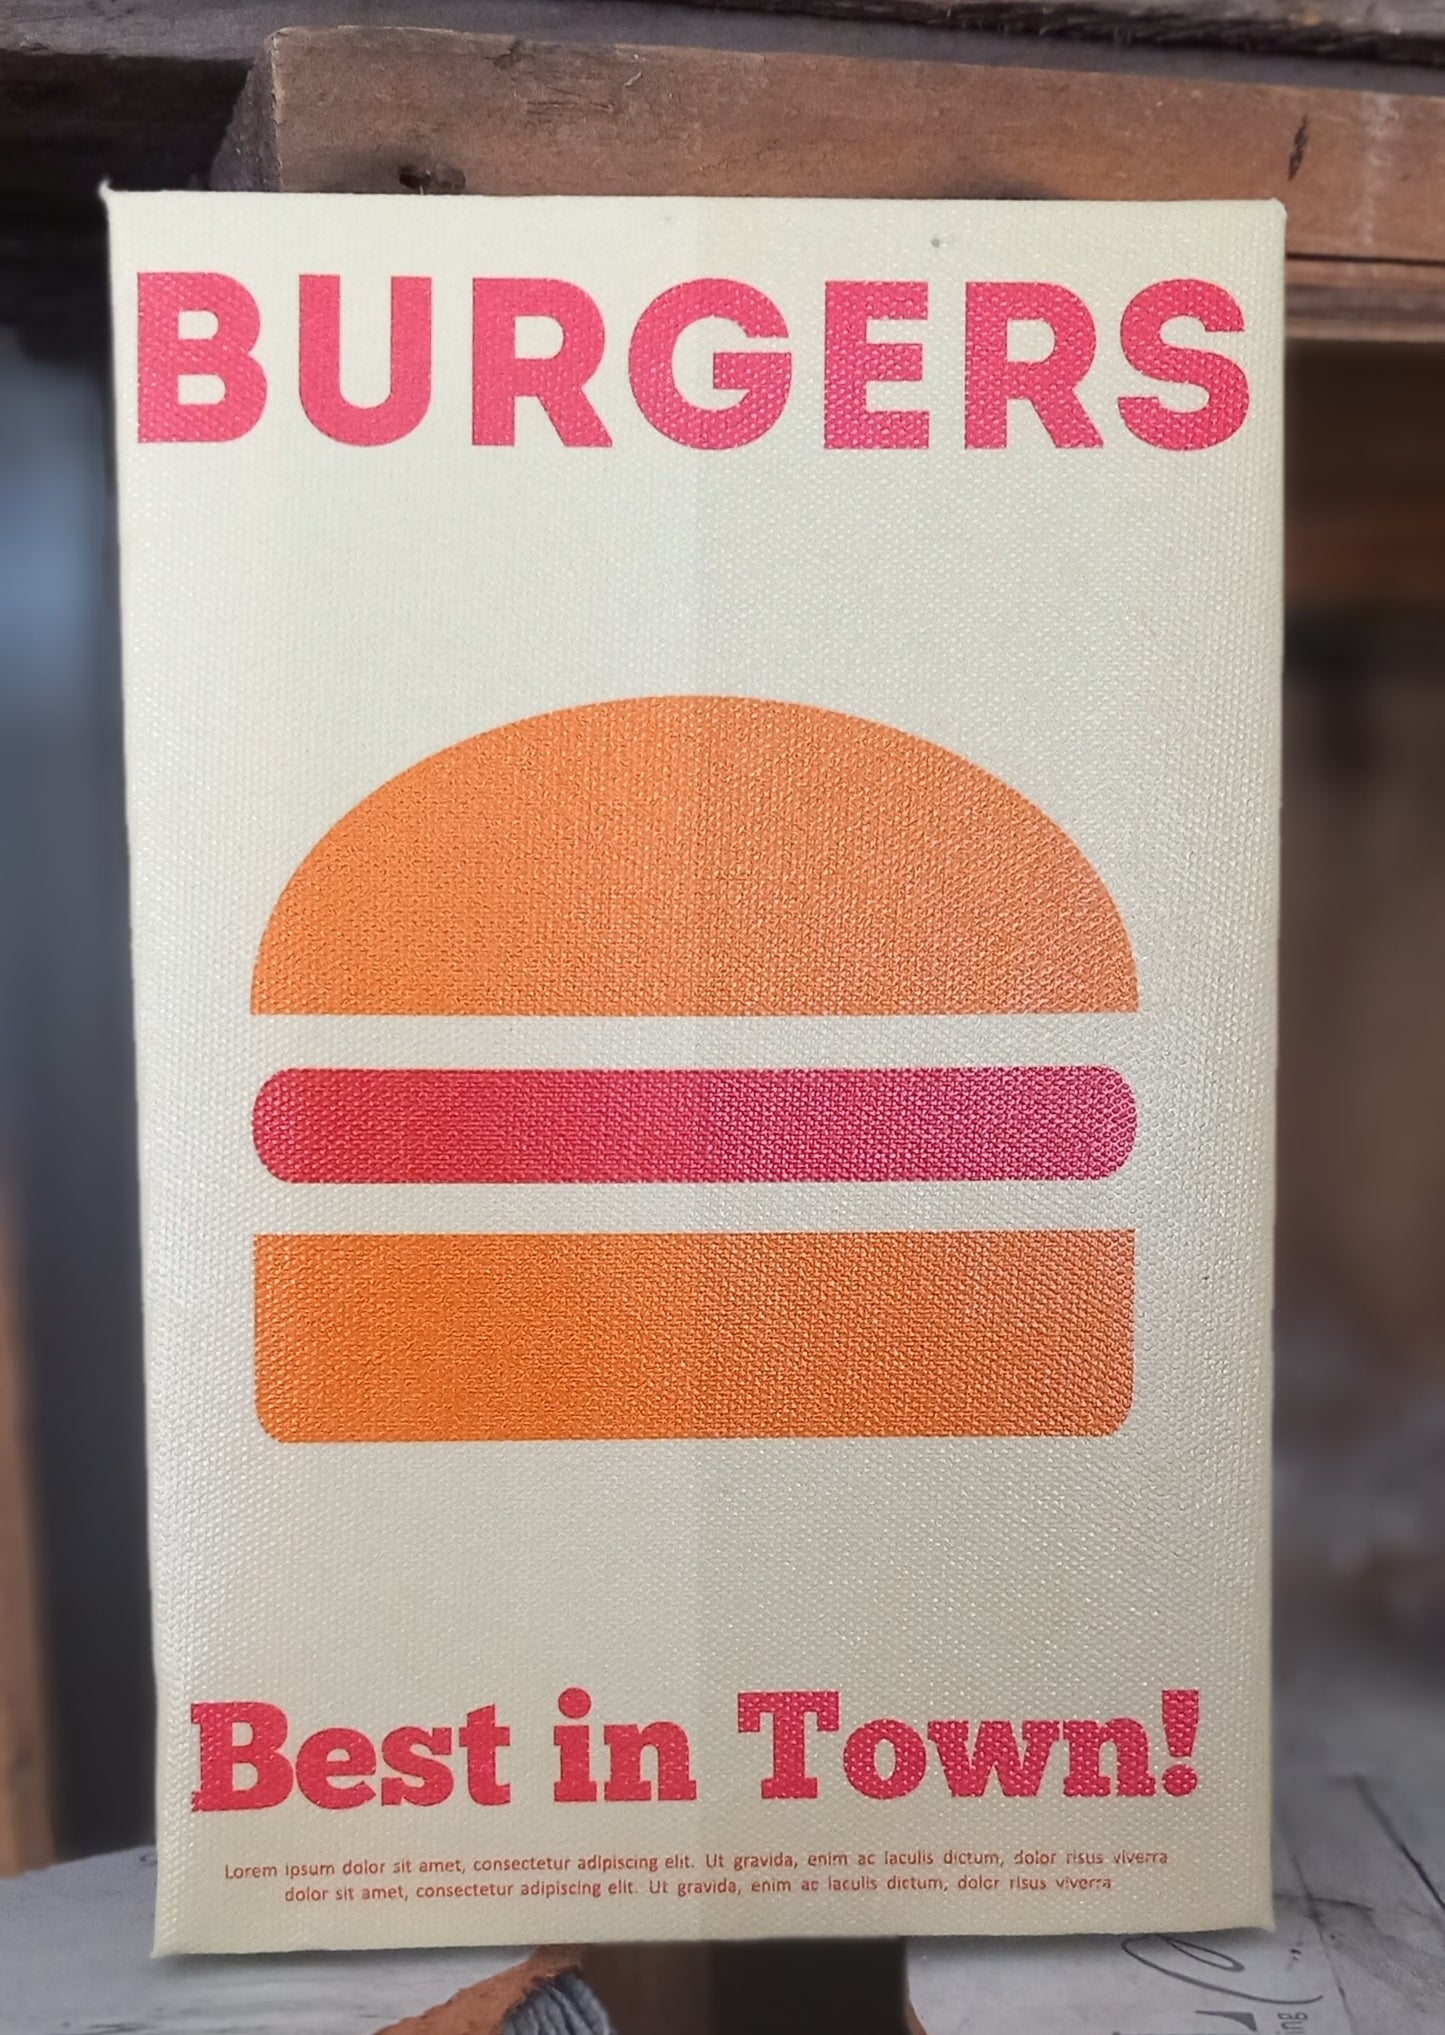 BURGERS
Best in Town!
Lorem ipsum dolor sit amet, consectetur adipiscing elit. Ut gravida, enim ac iaculis dictum, dolor risus viverra
dolor sit amet, consectetur adipiscing elit. Ut gravida, enim ac iaculis dictum, dolor risus viverra